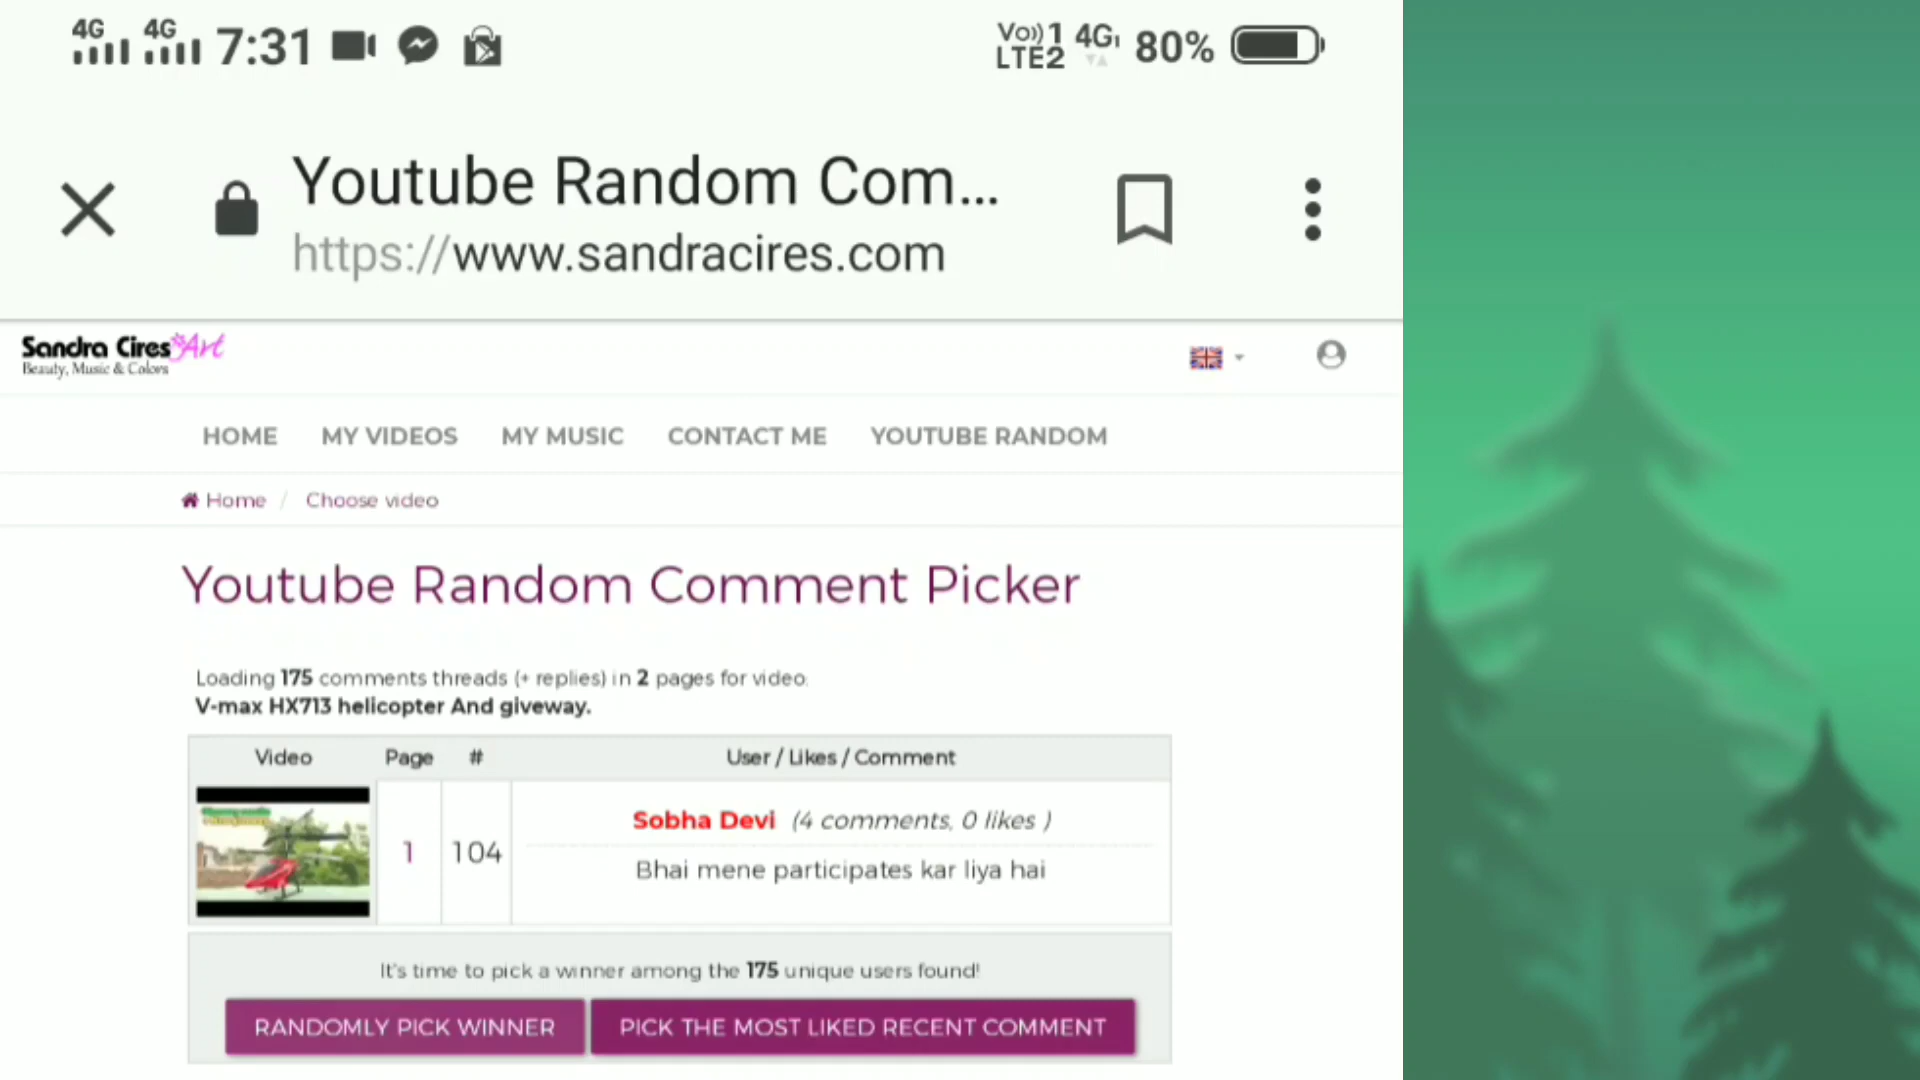 4G 4G 7:31 Vo)) 1 4G 80%
LTE2
Youtube Random Com...
https://www.sandracires.com
Sandra Cires Art
Beauty, Music & Colors
HOME MY VIDEOS MY MUSIC CONTACT ME YOUTUBE RANDOM
Home / Choose video
Youtube Random Comment Picker
Loading 175 comments threads (+ replies) in 2 pages for video:
V-max HX713 helicopter And giveway.
Video Page # User / Likes / Comment
Sobha Devi (4 comments, 0 likes )
1 104
Bhai mene participates kar liya hai
It's time to pick a winner among the 175 unique users found!
RANDOMLY PICK WINNER PICK THE MOST LIKED RECENT COMMENT